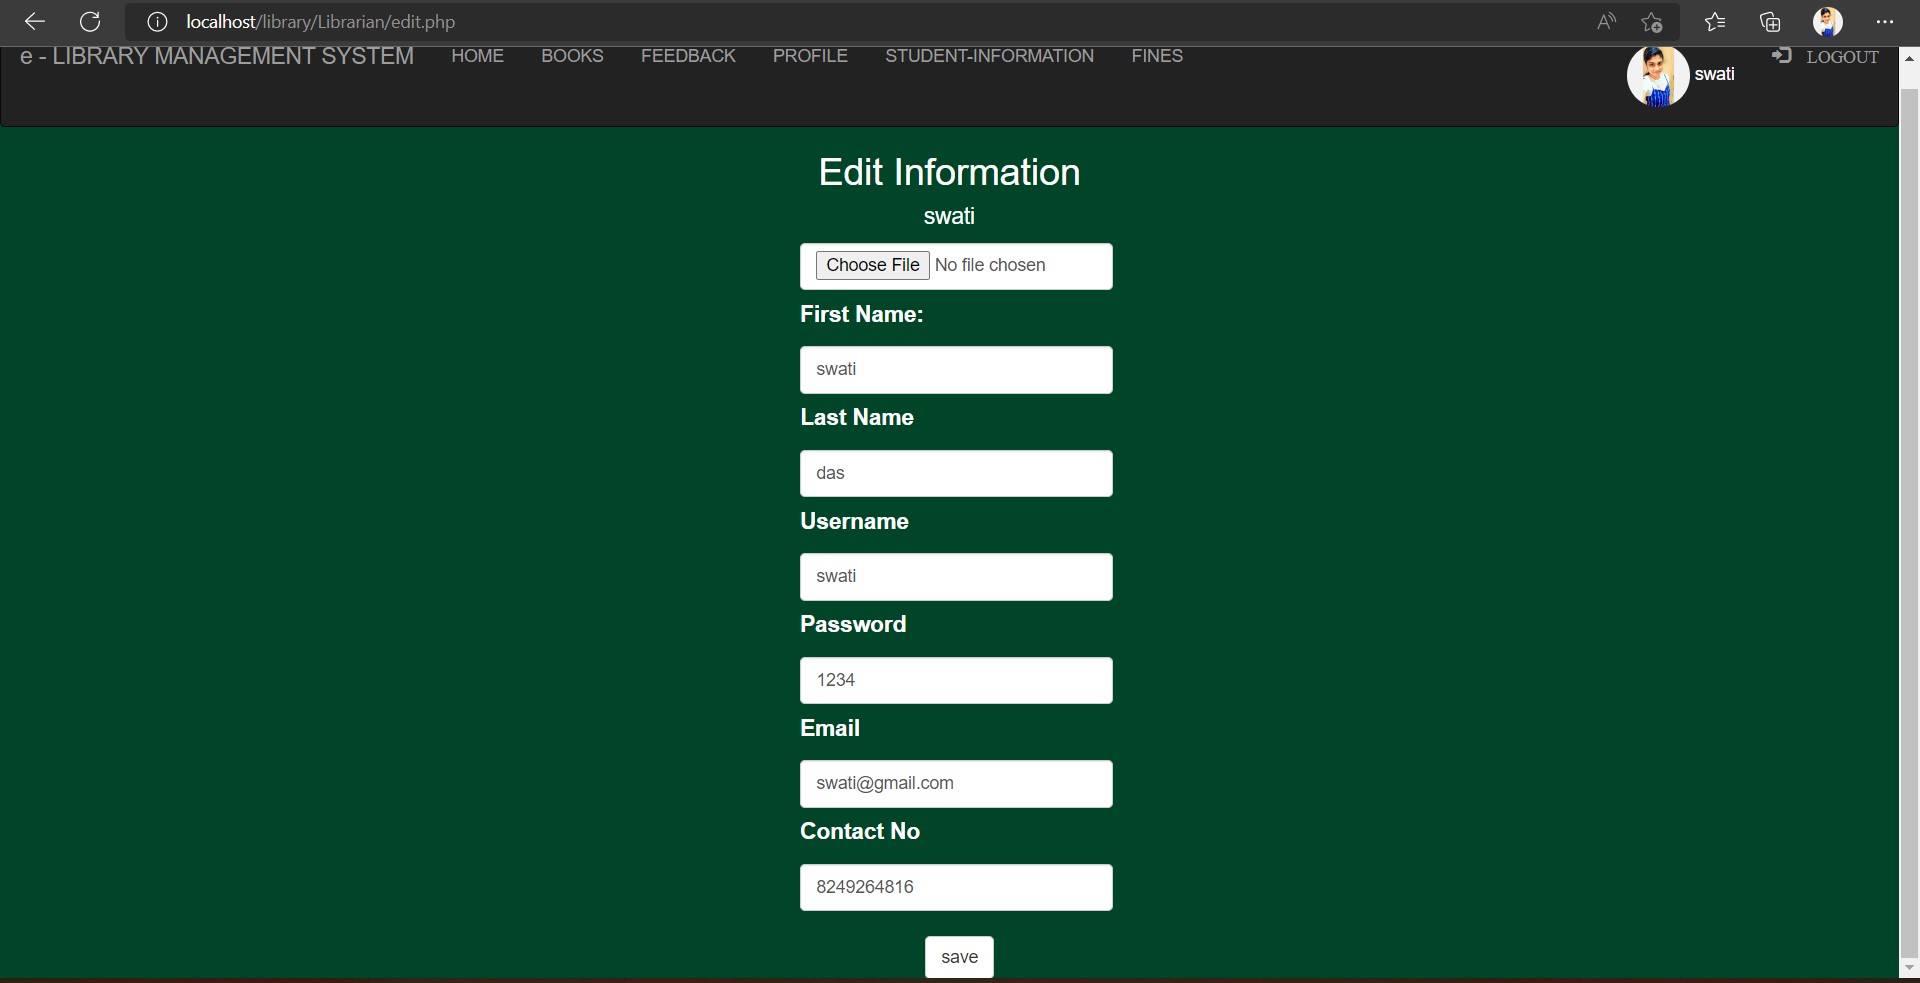 localhost/library/Librarian/edit.php
e - LIBRARY MANAGEMENT SYSTEM HOME BOOKS FEEDBACK PROFILE STUDENT-INFORMATION FINES swati LOGOUT
Edit Information
swati
Choose File No file chosen
First Name:
swati
Last Name
das
Username
swati
Password
1234
Email
swati@gmail.com
Contact No
8249264816
save